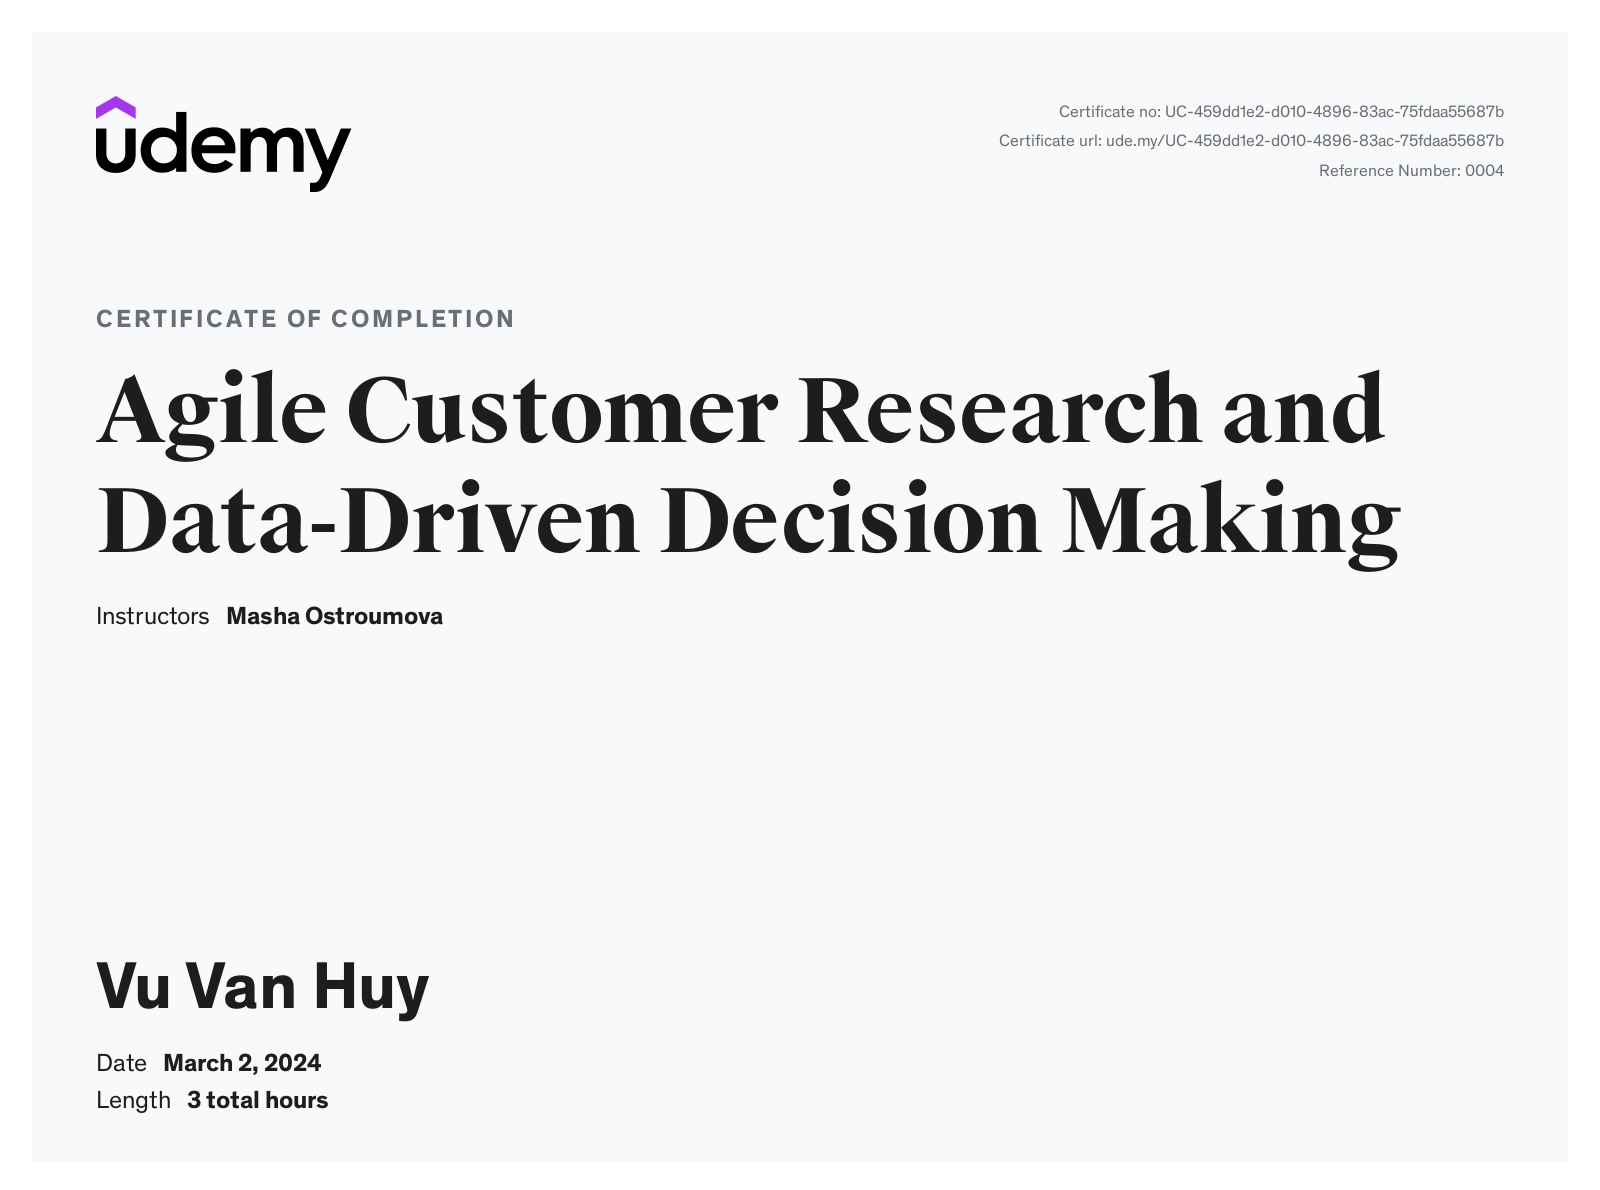 udemy
Certificate no: UC-459dd1e2-d010-4896-83ac-75fdaa55687b
Certificate url: ude.my/UC-459dd1e2-d010-4896-83ac-75fdaa55687b
Reference Number: 0004
CERTIFICATE OF COMPLETION
Agile Customer Research and
Data-Driven Decision Making
Instructors Masha Ostroumova
Vu Van Huy
Date March 2, 2024
Length 3 total hours